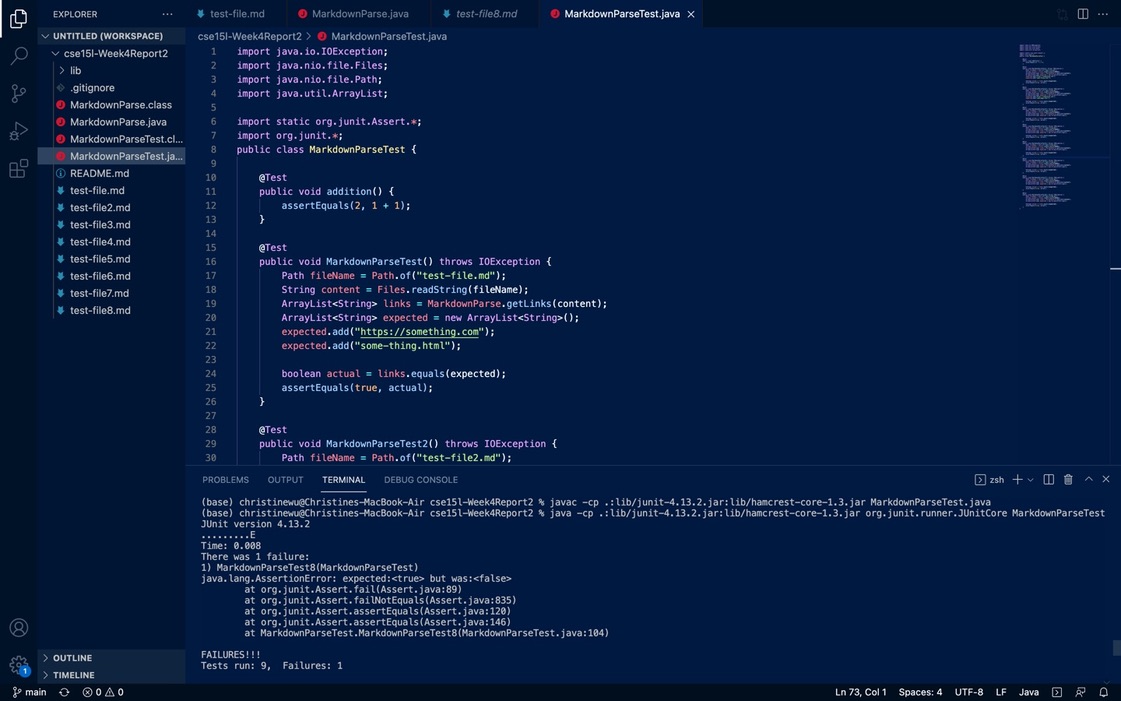 EXPLORER
test-file.md
MarkdownParse.java
test-file8.md
MarkdownParseTest.java
UNTITLED (WORKSPACE)
cse15l-Week4Report2
lib
.gitignore
MarkdownParse.class
MarkdownParse.java
MarkdownParseTest.cl...
MarkdownParseTest.ja...
README.md
test-file.md
test-file2.md
test-file3.md
test-file4.md
test-file5.md
test-file6.md
test-file7.md
test-file8.md
OUTLINE
TIMELINE
cse15l-Week4Report2 > MarkdownParseTest.java
1 import java.io.IOException;
2 import java.nio.file.Files;
3 import java.nio.file.Path;
4 import java.util.ArrayList;
5
6 import static org.junit.Assert.*;
7 import org.junit.*;
8 public class MarkdownParseTest {
9
10 @Test
11 public void addition() {
12 assertEquals(2, 1 + 1);
13 }
14
15 @Test
16 public void MarkdownParseTest() throws IOException {
17 Path fileName = Path.of("test-file.md");
18 String content = Files.readString(fileName);
19 ArrayList<String> links = MarkdownParse.getLinks(content);
20 ArrayList<String> expected = new ArrayList<String>();
21 expected.add("https://something.com");
22 expected.add("some-thing.html");
23
24 boolean actual = links.equals(expected);
25 assertEquals(true, actual);
26 }
27
28 @Test
29 public void MarkdownParseTest2() throws IOException {
30 Path fileName = Path.of("test-file2.md");
PROBLEMS OUTPUT TERMINAL DEBUG CONSOLE
zsh
(base) christinewu@Christines-MacBook-Air cse15l-Week4Report2 % javac -cp .:lib/junit-4.13.2.jar:lib/hamcrest-core-1.3.jar MarkdownParseTest.java
(base) christinewu@Christines-MacBook-Air cse15l-Week4Report2 % java -cp .:lib/junit-4.13.2.jar:lib/hamcrest-core-1.3.jar org.junit.runner.JUnitCore MarkdownParseTest
JUnit version 4.13.2
.........E
Time: 0.008
There was 1 failure:
1) MarkdownParseTest8(MarkdownParseTest)
java.lang.AssertionError: expected:<true> but was:<false>
at org.junit.Assert.fail(Assert.java:89)
at org.junit.Assert.failNotEquals(Assert.java:835)
at org.junit.Assert.assertEquals(Assert.java:120)
at org.junit.Assert.assertEquals(Assert.java:146)
at MarkdownParseTest.MarkdownParseTest8(MarkdownParseTest.java:104)
FAILURES!!!
Tests run: 9,  Failures: 1
1
main 0 0 Ln 73, Col 1 Spaces: 4 UTF-8 LF Java